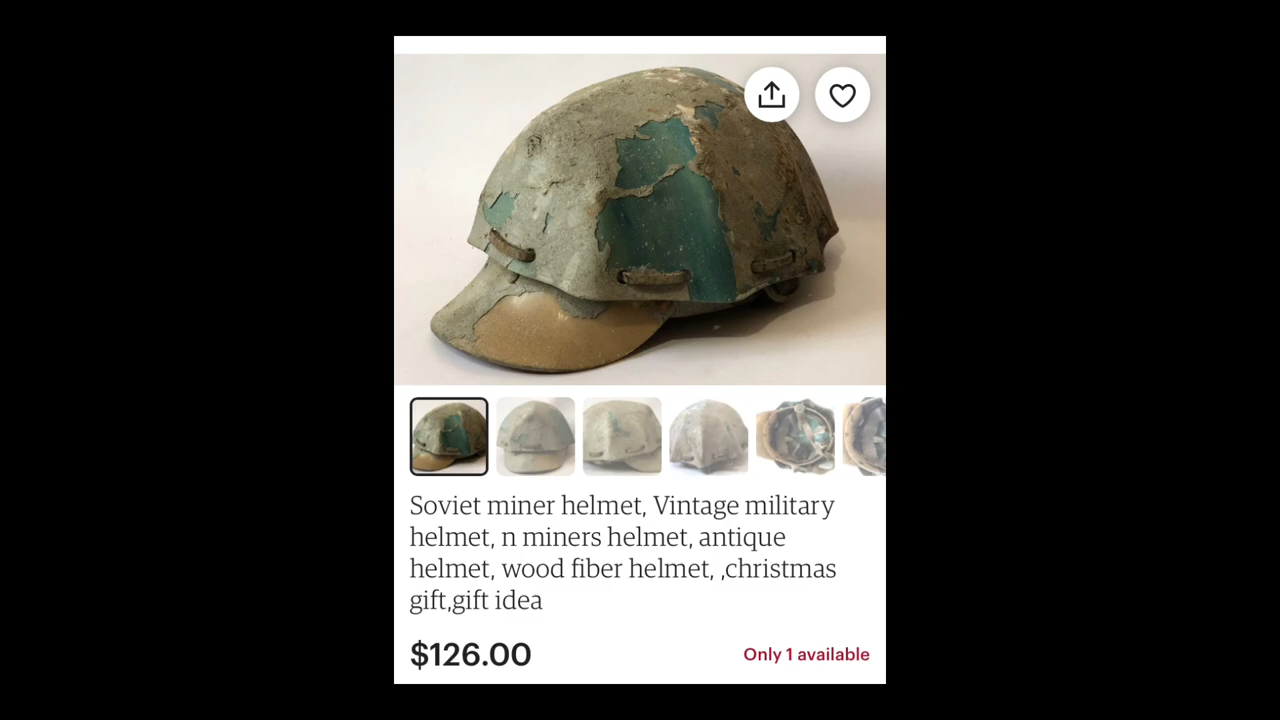 Soviet miner helmet, Vintage military
helmet, n miners helmet, antique
helmet, wood fiber helmet, ,christmas
gift,gift idea
$126.00
Only 1 available